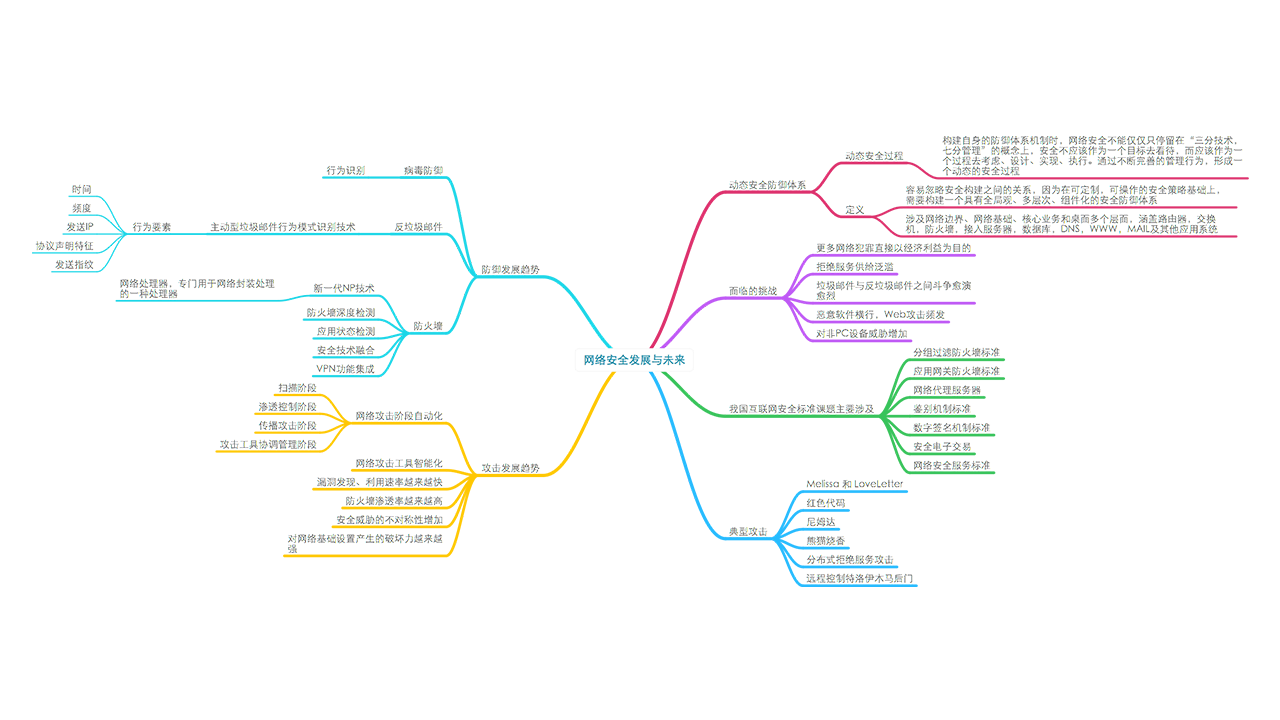 网络安全发展与未来
动态安全防御体系
动态安全过程
构建自身的防御体系机制时，网络安全不能仅仅只停留在“三分技术，
七分管理”的概念上，安全不应该作为一个目标去看待，而应该作为一
个过程去考虑、设计、实现、执行。通过不断完善的管理行为，形成一
个动态的安全过程
定义
容易忽略安全构建之间的关系，因为在可定制，可操作的安全策略基础上，
需要构建一个具有全局观、多层次、组件化的安全防御体系
涉及网络边界、网络基础、核心业务和桌面多个层面，涵盖路由器，交换
机，防火墙，接入服务器，数据库，DNS，WWW，MAIL及其他应用系统
面临的挑战
更多网络犯罪直接以经济利益为目的
拒绝服务供给泛滥
垃圾邮件与反垃圾邮件之间斗争愈演
愈烈
恶意软件横行，Web攻击频发
对非PC设备威胁增加
我国互联网安全标准课题主要涉及
分组过滤防火墙标准
应用网关防火墙标准
网络代理服务器
鉴别机制标准
数字签名机制标准
安全电子交易
网络安全服务标准
典型攻击
Melissa 和 LoveLetter
红色代码
尼姆达
熊猫烧香
分布式拒绝服务攻击
远程控制特洛伊木马后门
防御发展趋势
病毒防御
行为识别
反垃圾邮件
主动型垃圾邮件行为模式识别技术
行为要素
时间
频度
发送IP
协议声明特征
发送指纹
防火墙
新一代NP技术
网络处理器，专门用于网络封装处理
的一种处理器
防火墙深度检测
应用状态检测
安全技术融合
VPN功能集成
攻击发展趋势
网络攻击阶段自动化
扫描阶段
渗透控制阶段
传播攻击阶段
攻击工具协调管理阶段
网络攻击工具智能化
漏洞发现、利用速率越来越快
防火墙渗透率越来越高
安全威胁的不对称性增加
对网络基础设置产生的破坏力越来越
强